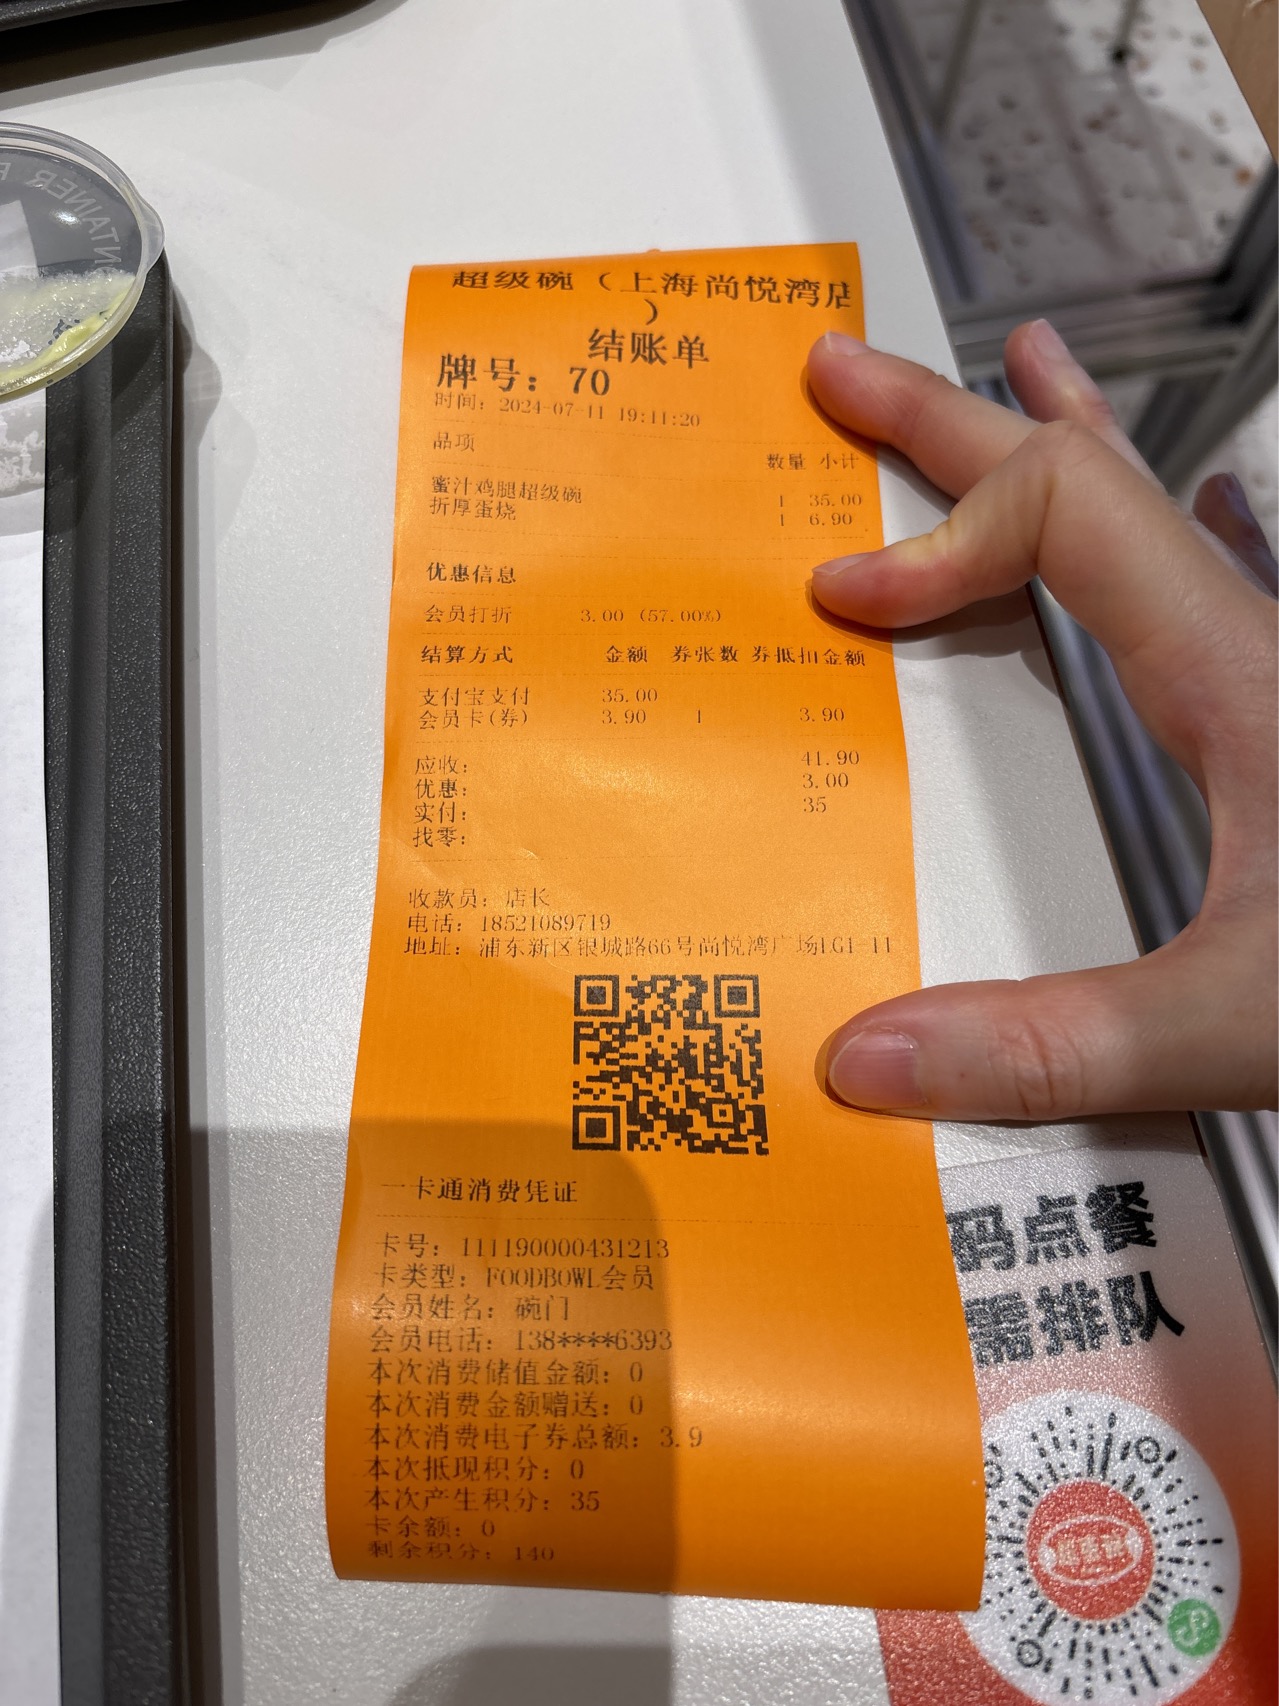 超级碗（上海尚悦湾店
）
结账单
牌号：70
时间：2024-07-11 19:11:20
品项 数量 小计
蜜汁鸡腿超级碗 1 35.00
折厚蛋烧 1 6.90
优惠信息
会员打折 3.00 (57.00%)
结算方式 金额 券张数 券抵扣金额
支付宝支付 35.00
会员卡(券) 3.90 1 3.90
应收： 41.90
优惠： 3.00
实付： 35
找零：
收款员：店长
电话：18521089719
地址：浦东新区银城路66号尚悦湾广场LG1-11
一卡通消费凭证
卡号：111190000431213
卡类型：FOODBOWL会员
会员姓名：碗门
会员电话：138****6393
本次消费储值金额：0
本次消费金额赠送：0
本次消费电子券总额：3.9
本次抵现积分：0
本次产生积分：35
卡余额：0
剩余积分：140
码点餐
需排队